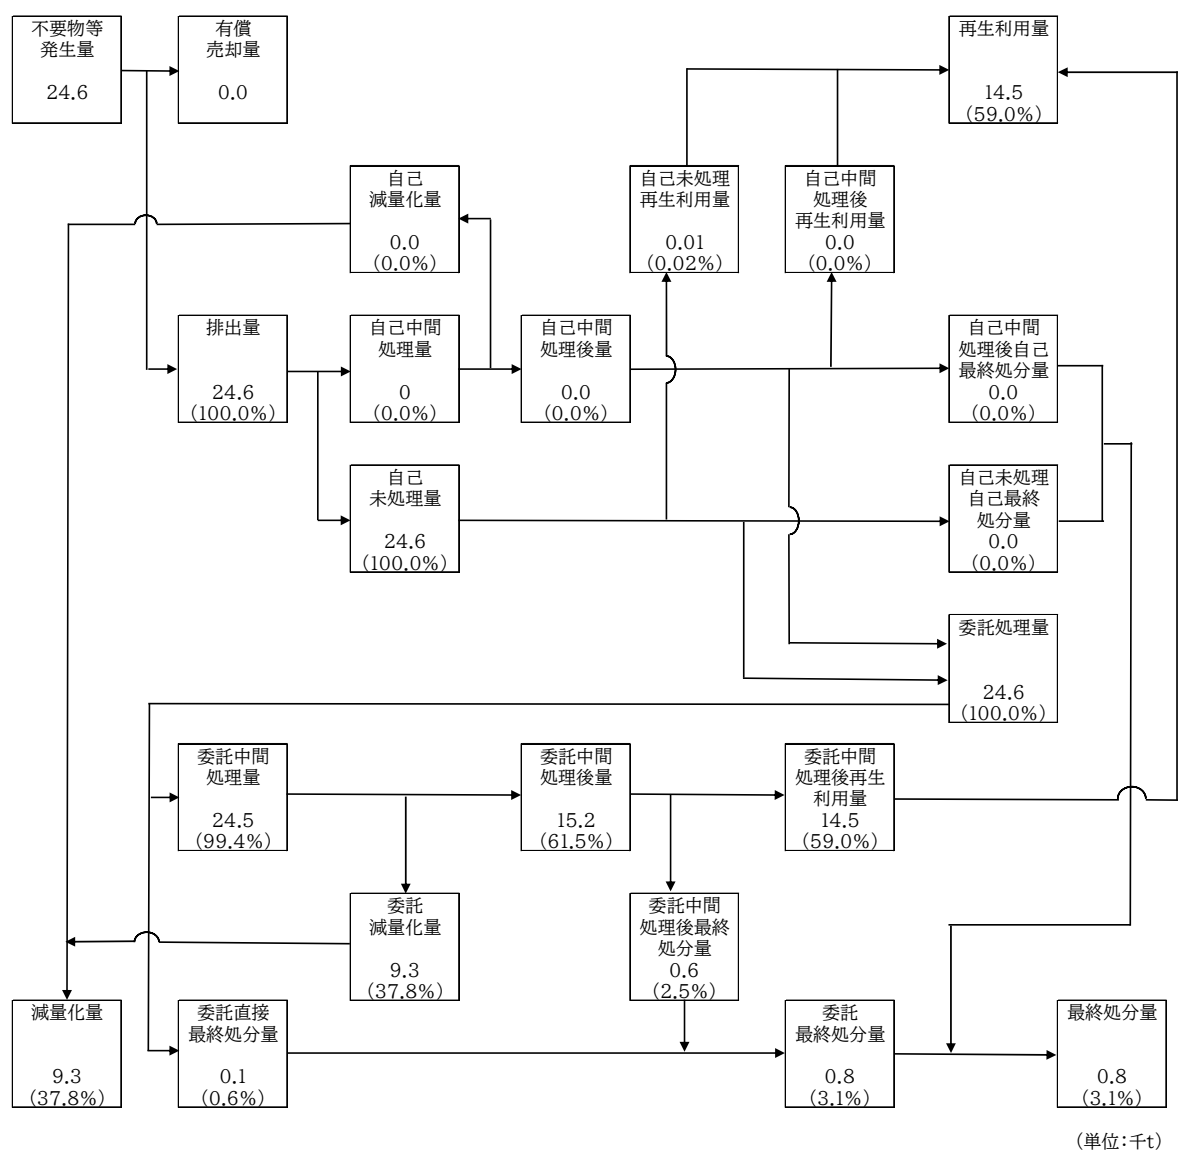 不要物等
発生量
24.6
有償
売却量
0.0
再生利用量
14.5
(59.0%)
自己
減量化量
0.0
(0.0%)
自己未処理
再生利用量
0.01
(0.02%)
自己中間
処理後
再生利用量
0.0
(0.0%)
排出量
24.6
(100.0%)
自己中間
処理量
0
(0.0%)
自己中間
処理後量
0.0
(0.0%)
自己中間
処理後自己
最終処分量
0.0
(0.0%)
自己
未処理量
24.6
(100.0%)
自己未処理
自己最終
処分量
0.0
(0.0%)
委託処理量
24.6
(100.0%)
委託中間
処理量
24.5
(99.4%)
委託中間
処理後量
15.2
(61.5%)
委託中間
処理後再生
利用量
14.5
(59.0%)
委託
減量化量
9.3
(37.8%)
委託中間
処理後最終
処分量
0.6
(2.5%)
減量化量
9.3
(37.8%)
委託直接
最終処分量
0.1
(0.6%)
委託
最終処分量
0.8
(3.1%)
最終処分量
0.8
(3.1%)
(単位:千t)